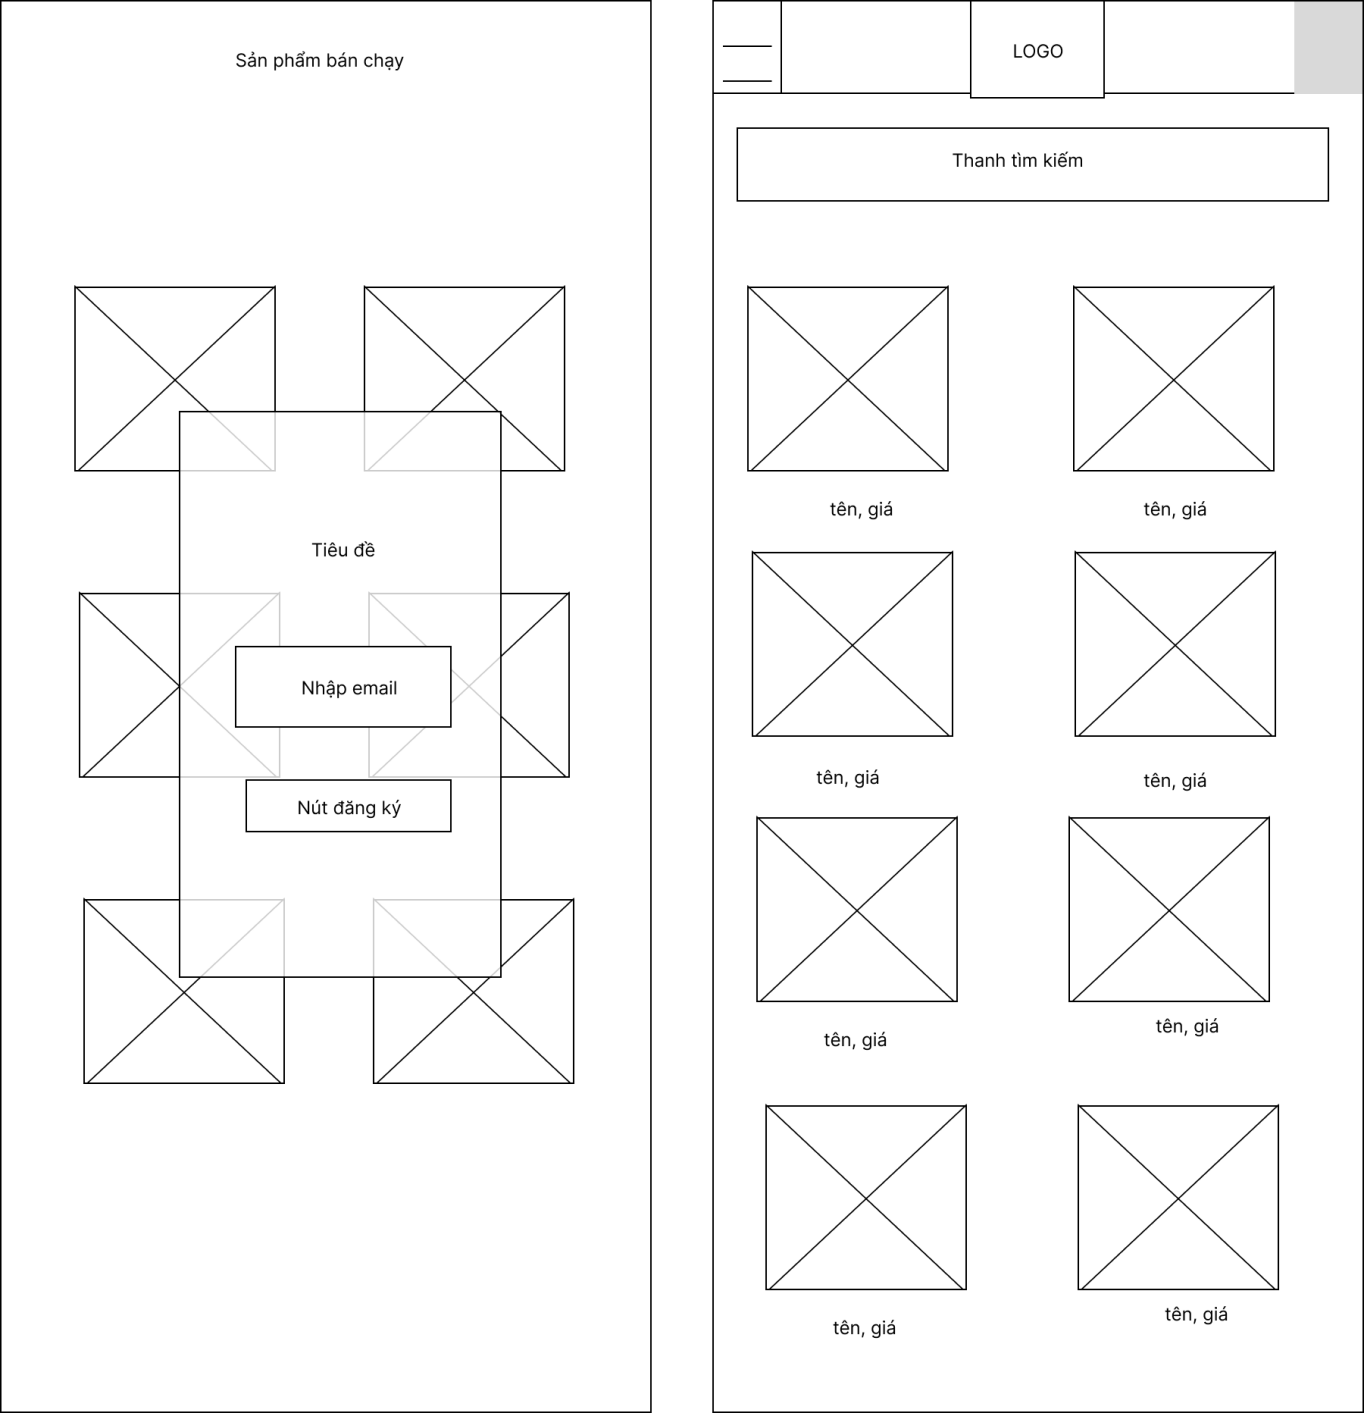 Sản phẩm bán chạy
Tiêu đề
Nhập email
Nút đăng ký
LOGO
Thanh tìm kiếm
tên, giá
tên, giá
tên, giá
tên, giá
tên, giá
tên, giá
tên, giá
tên, giá